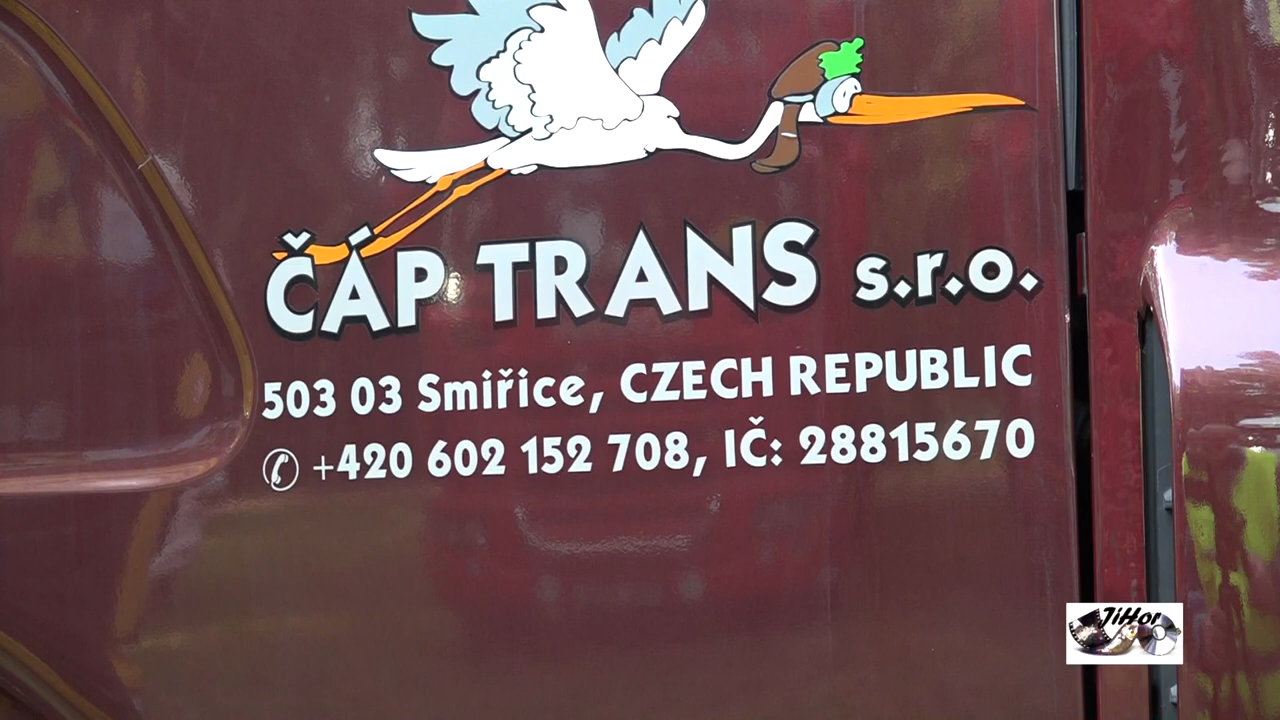 ČÁP TRANS s.r.o.
503 03 Smiřice, CZECH REPUBLIC
✆ +420 602 152 708, IČ: 28815670
JiHor